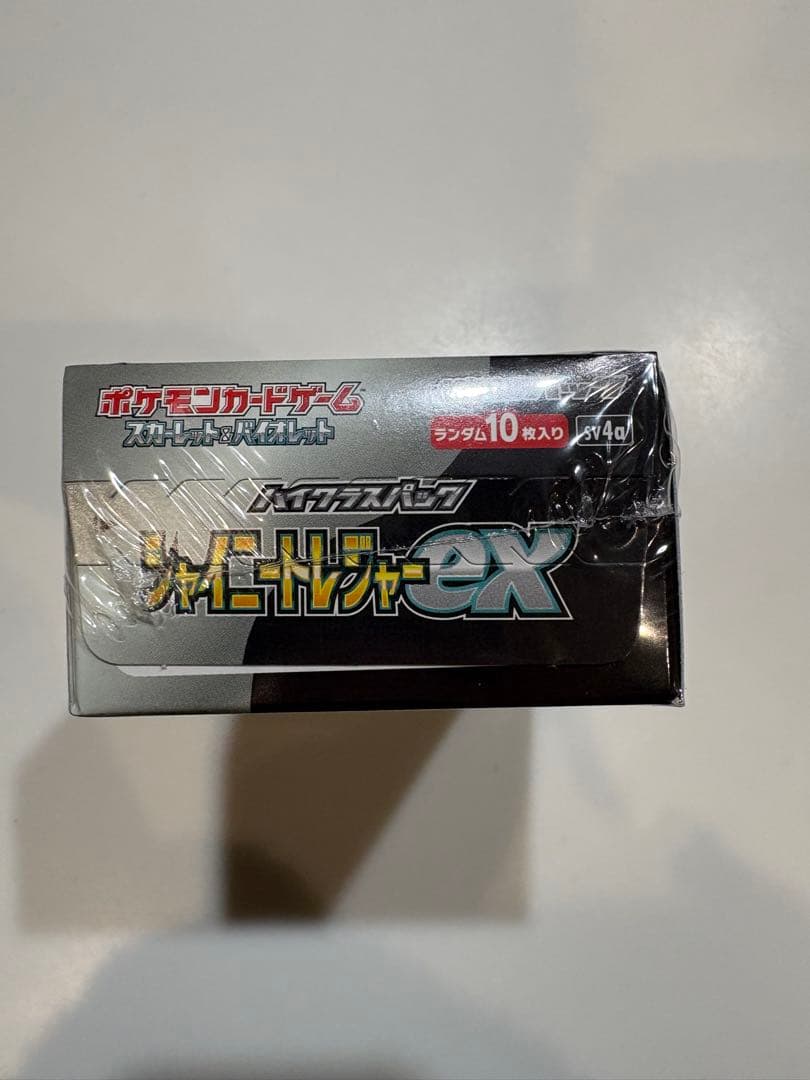 ポケモンカードゲーム
スカーレット&バイオレット
ランダム10枚入り
sv4a
ハイクラスパック
シャイニートレジャーex